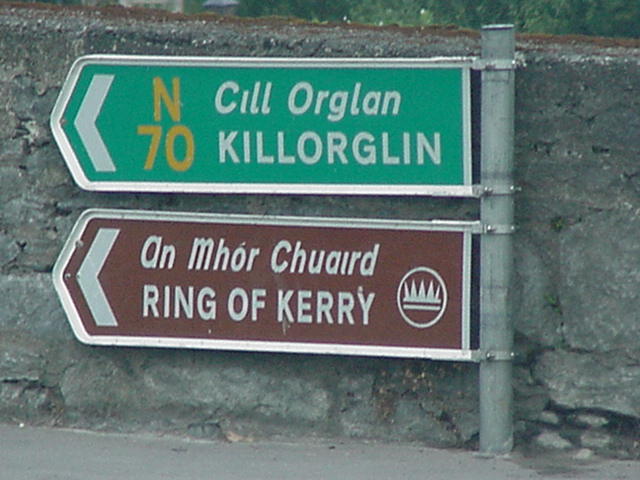 N Cıll Orglan
70 KILLORGLIN
An Mhór Chuaırd
RING OF KERRY